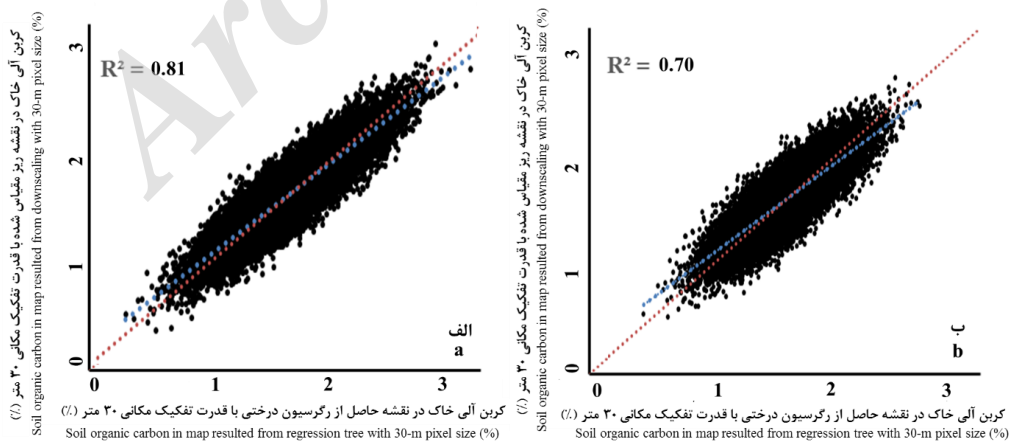 کربن آلی خاک در نقشه ریز مقیاس شده با قدرت تفکیک مکانی ۳۰ متر (٪)
Soil organic carbon in map resulted from downscaling with 30-m pixel size (%)
3
2
1
0
R² = 0.81
الف
a
0 1 2 3
کربن آلی خاک در نقشه حاصل از رگرسیون درختی با قدرت تفکیک مکانی ۳۰ متر (٪)
Soil organic carbon in map resulted from regression tree with 30-m pixel size (%)
کربن آلی خاک در نقشه ریز مقیاس شده با قدرت تفکیک مکانی ۳۰ متر (٪)
Soil organic carbon in map resulted from downscaling with 30-m pixel size (%)
3
2
1
0
R² = 0.70
ب
b
0 1 2 3
کربن آلی خاک در نقشه حاصل از رگرسیون درختی با قدرت تفکیک مکانی ۳۰ متر (٪)
Soil organic carbon in map resulted from regression tree with 30-m pixel size (%)